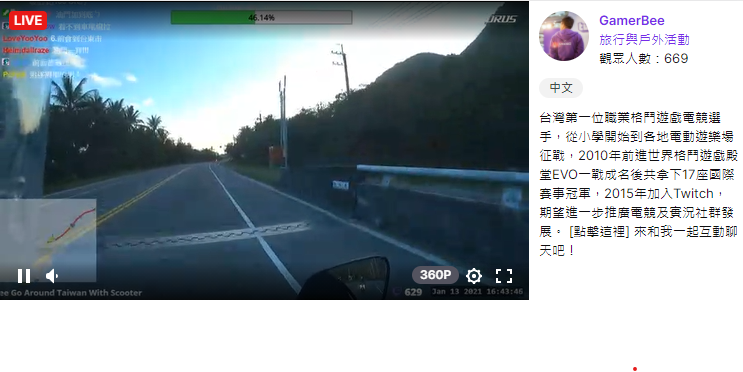 LIVE
46.14%
LoveYooYoo
360P
ee Go Around Taiwan With Scooter
629 Jan 13 2021 16:43:46
GamerBee
旅行與戶外活動
觀眾人數：669
中文
台灣第一位職業格鬥遊戲電競選
手，從小學開始到各地電動遊樂場
征戰，2010年前進世界格鬥遊戲殿
堂EVO一戰成名後共拿下17座國際
賽事冠軍，2015年加入Twitch，
期望進一步推廣電競及實況社群發
展。 [點擊這裡] 來和我一起互動聊
天吧！